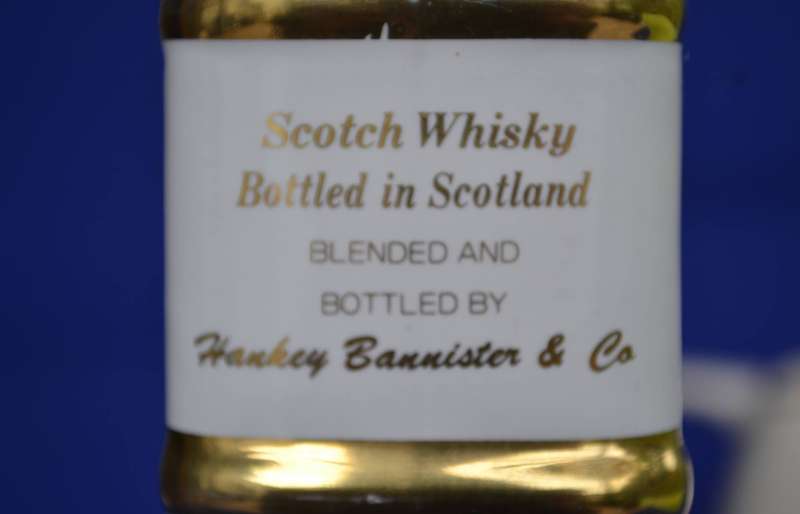 Scotch Whisky
Bottled in Scotland
BLENDED AND
BOTTLED BY
Hankey Bannister & Co